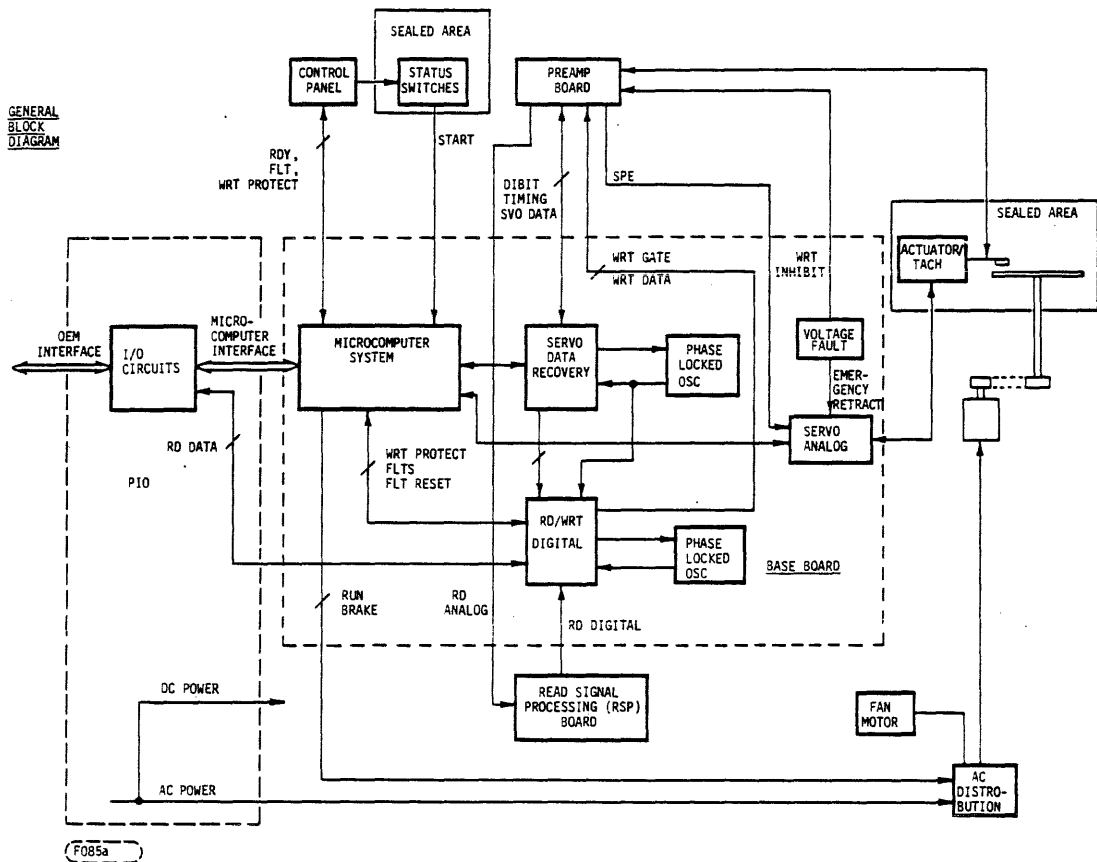 GENERAL
BLOCK
DIAGRAM
SEALED AREA
CONTROL
PANEL
STATUS
SWITCHES
PREAMP
BOARD
START
RDY,
FLT,
WRT PROTECT
DIBIT
TIMING
SVO DATA
SPE
SEALED AREA
ACTUATOR/
TACH
WRT GATE
WRT DATA
WRT
INHIBIT
OEM
INTERFACE
I/O
CIRCUITS
MICRO-
COMPUTER
INTERFACE
MICROCOMPUTER
SYSTEM
SERVO
DATA
RECOVERY
PHASE
LOCKED
OSC
VOLTAGE
FAULT
EMER-
GENCY
RETRACT
SERVO
ANALOG
RD DATA
PIO
WRT PROTECT
FLTS
FLT RESET
RD/WRT
DIGITAL
PHASE
LOCKED
OSC
BASE BOARD
RUN
BRAKE
RD
ANALOG
RD DIGITAL
DC POWER
READ SIGNAL
PROCESSING (RSP)
BOARD
FAN
MOTOR
AC POWER
AC
DISTRO-
BUTION
F085a